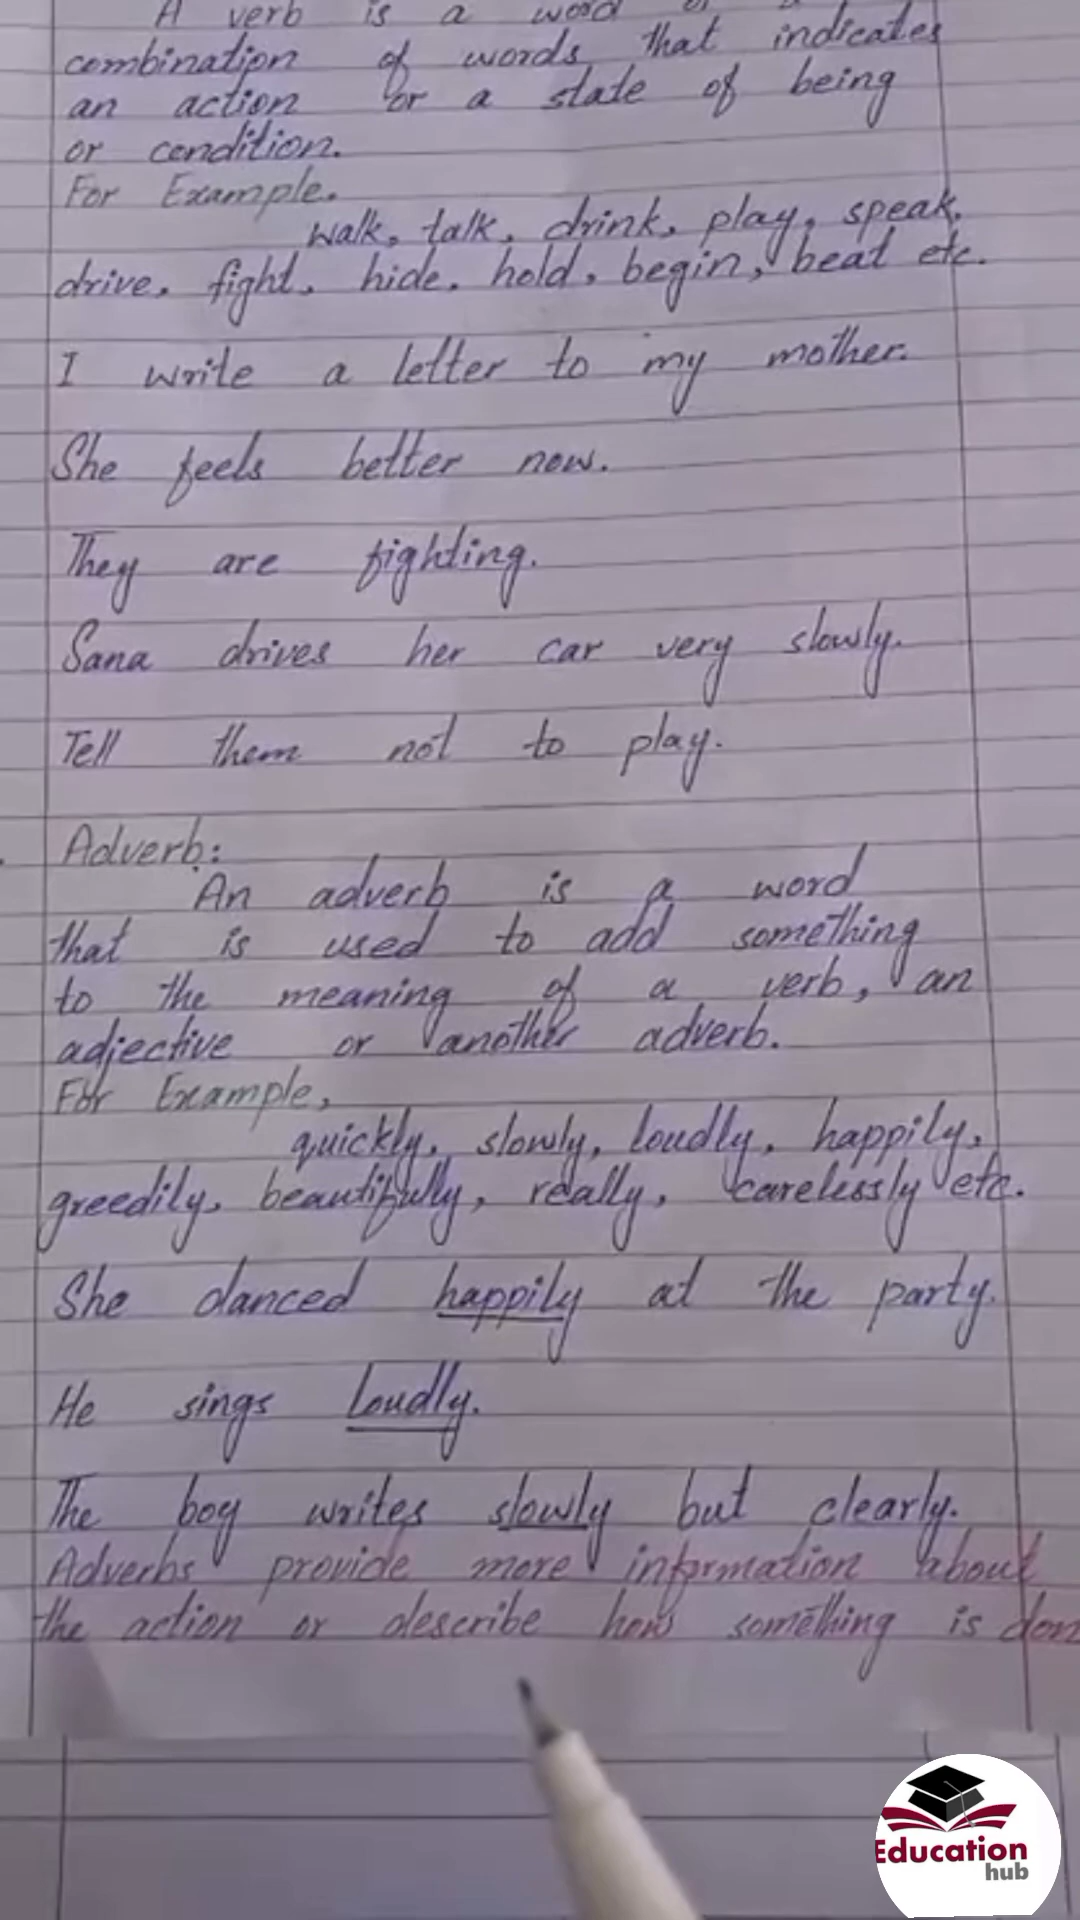 A verb is a word
combination of words that indicates
an action or a state of being
or condition.
For Example.
walk, talk, drink, play, speak,
drive, fight, hide, hold, begin, beat etc.
I write a letter to my mother.
She feels better now.
They are fighting.
Sana drives her car very slowly.
Tell them not to play.
Adverb:
An adverb is a word
that is used to add something
to the meaning of a verb, an
adjective or another adverb.
For Example,
quickly, slowly, loudly, happily,
greedily, beautifully, really, carelessly etc.
She danced happily at the party.
He sings loudly.
The boy writes slowly but clearly.
Adverbs provide more information about
the action or describe how something is don
Education
hub